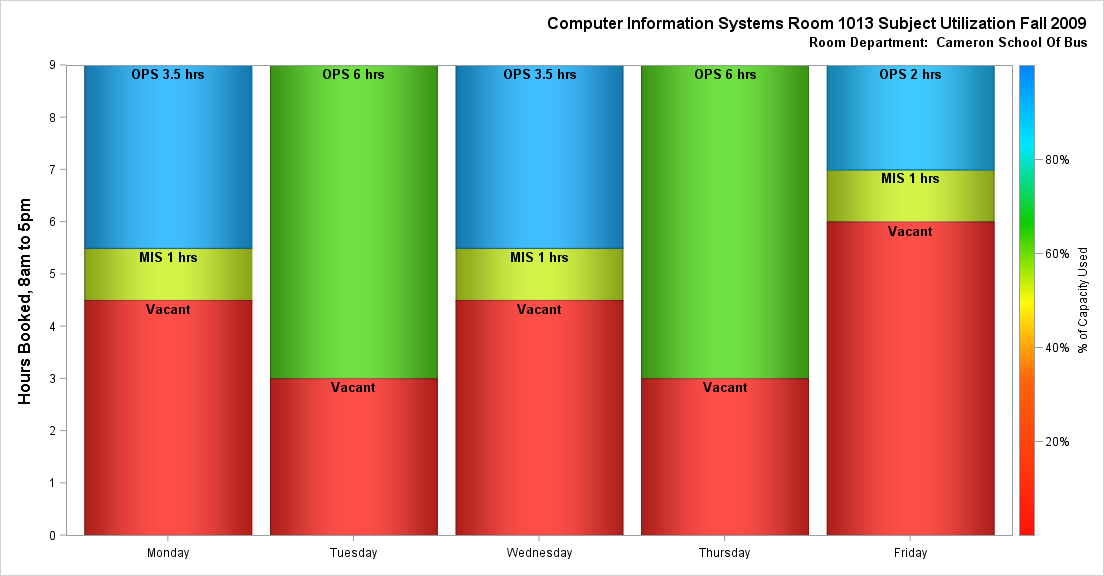 Computer Information Systems Room 1013 Subject Utilization Fall 2009
Room Department:  Cameron School Of Bus
Hours Booked, 8am to 5pm
9
8
7
6
5
4
3
2
1
0
OPS 3.5 hrs
MIS 1 hrs
Vacant
OPS 6 hrs
Vacant
OPS 3.5 hrs
MIS 1 hrs
Vacant
OPS 6 hrs
Vacant
OPS 2 hrs
MIS 1 hrs
Vacant
Monday
Tuesday
Wednesday
Thursday
Friday
80%
60%
40%
20%
% of Capacity Used